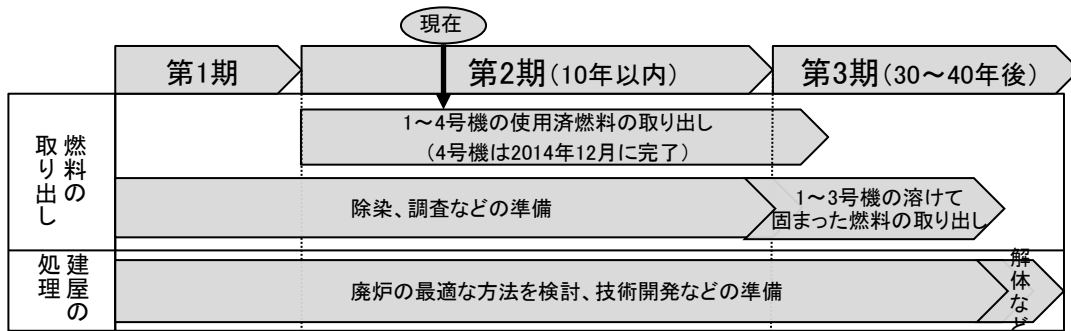 現在
第1期
第2期(10年以内)
第3期(30〜40年後)
燃料の
取り出し
1〜4号機の使用済燃料の取り出し
(4号機は2014年12月に完了)
除染、調査などの準備
1〜3号機の溶けて
固まった燃料の取り出し
建屋の
処理
廃炉の最適な方法を検討、技術開発などの準備
解体など